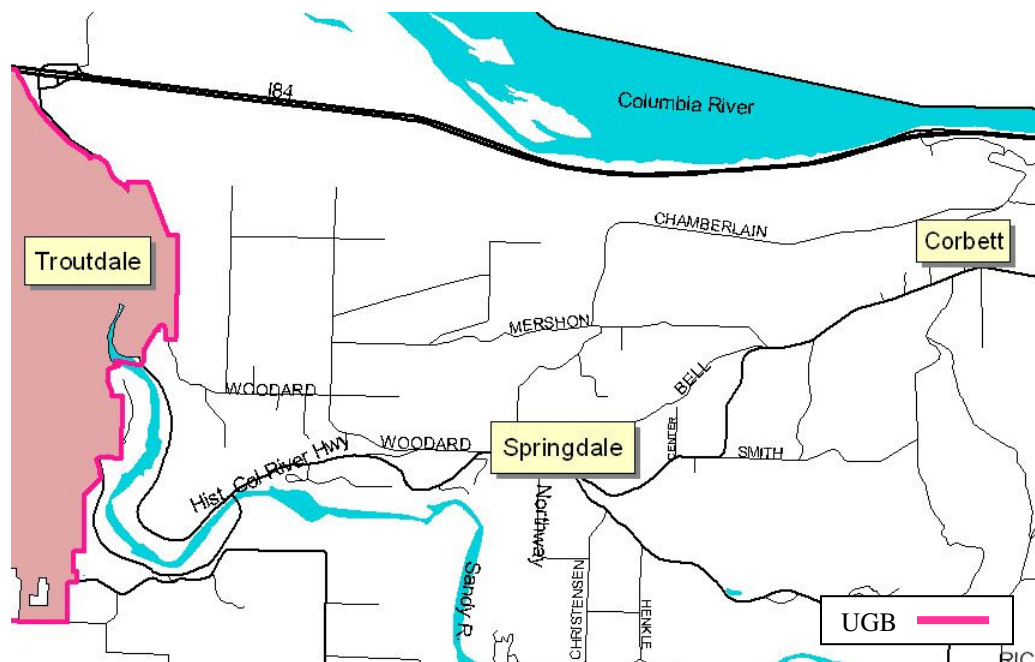 I84
Columbia River
CHAMBERLAIN
Corbett
Troutdale
MERSHON
BELL
WOODARD
WOODARD
Springdale
CENTER
SMITH
Hist. Col River Hwy
Northway
Sandy R.
CHRISTENSEN
HENKLE
UGB
RIC